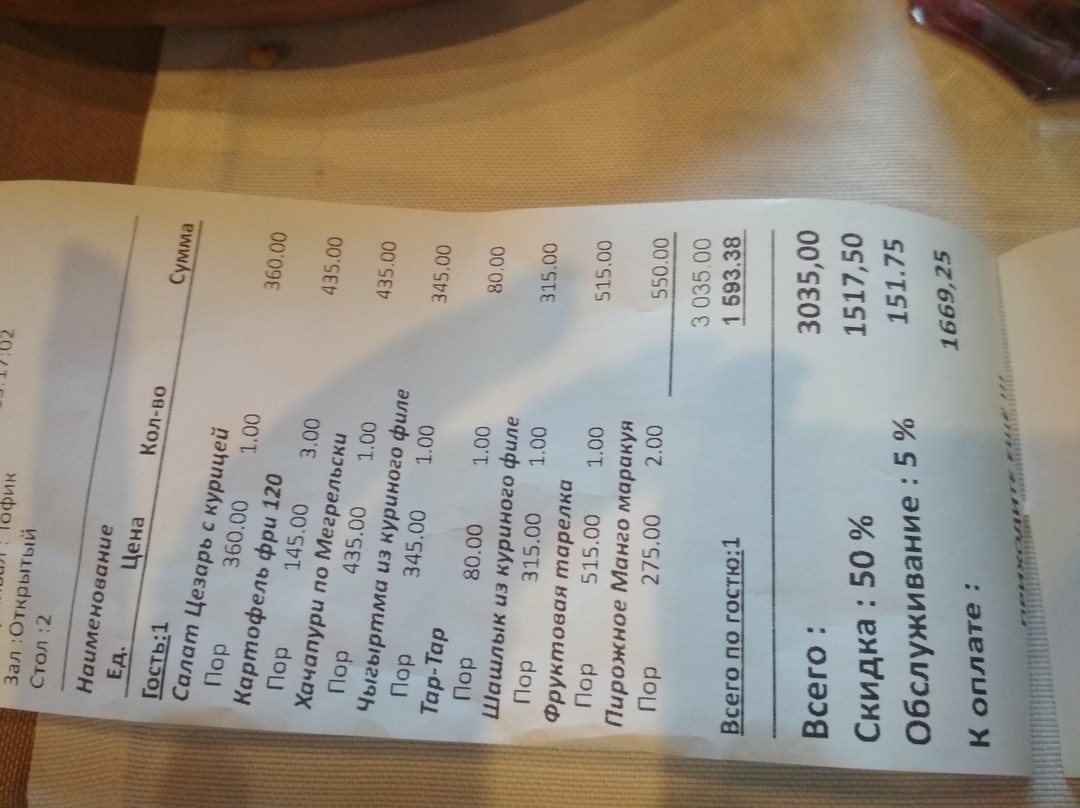 Зал :Открытый
Стол :2
Наименование
Ед. Цена Кол-во Сумма
Гость:1
Салат Цезарь с курицей
Пор 360.00 1.00 360.00
Картофель фри 120
Пор 145.00 3.00 435.00
Хачапури по Мегрельски
Пор 435.00 1.00 435.00
Чыгыртма из куриного филе
Пор 345.00 1.00 345.00
Тар-Тар
Пор 80.00 1.00 80.00
Шашлык из куриного филе
Пор 315.00 1.00 315.00
Фруктовая тарелка
Пор 515.00 1.00 515.00
Пирожное Манго маракуя
Пор 275.00 2.00 550.00
3 035.00
Всего по гостю:1 1 593.38
Всего : 3035,00
Скидка : 50 % 1517,50
Обслуживание : 5 % 151.75
К оплате : 1669,25